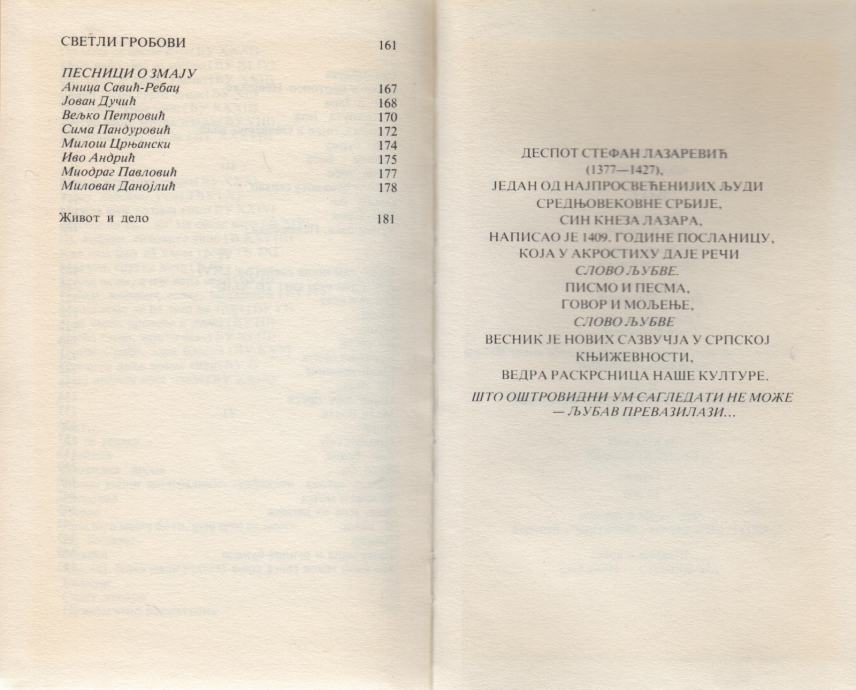 СВЕТЛИ ГРОБОВИ 161
ПЕСНИЦИ О ЗМАЈУ
Аница Савић-Ребац 167
Јован Дучић 168
Вељко Петровић 170
Сима Пандуровић 172
Милош Црњански 174
Иво Андрић 175
Миодраг Павловић 177
Милован Данојлић 178
Живот и дело 181
ДЕСПОТ СТЕФАН ЛАЗАРЕВИЋ
(1377—1427),
ЈЕДАН ОД НАЈПРОСВЕЋЕНИЈИХ ЉУДИ
СРЕДЊОВЕКОВНЕ СРБИЈЕ,
СИН КНЕЗА ЛАЗАРА,
НАПИСАО ЈЕ 1409. ГОДИНЕ ПОСЛАНИЦУ,
КОЈА У АКРОСТИХУ ДАЈЕ РЕЧИ
СЛОВО ЉУБВЕ.
ПИСМО И ПЕСМА,
ГОВОР И МОЉЕЊЕ,
СЛОВО ЉУБВЕ
ВЕСНИК ЈЕ НОВИХ САЗВУЧЈА У СРПСКОЈ
КЊИЖЕВНОСТИ,
ВЕДРА РАСКРСНИЦА НАШЕ КУЛТУРЕ.
ШТО ОШТРОВИДНИ УМ САГЛЕДАТИ НЕ МОЖЕ
— ЉУБАВ ПРЕВАЗИЛАЗИ...